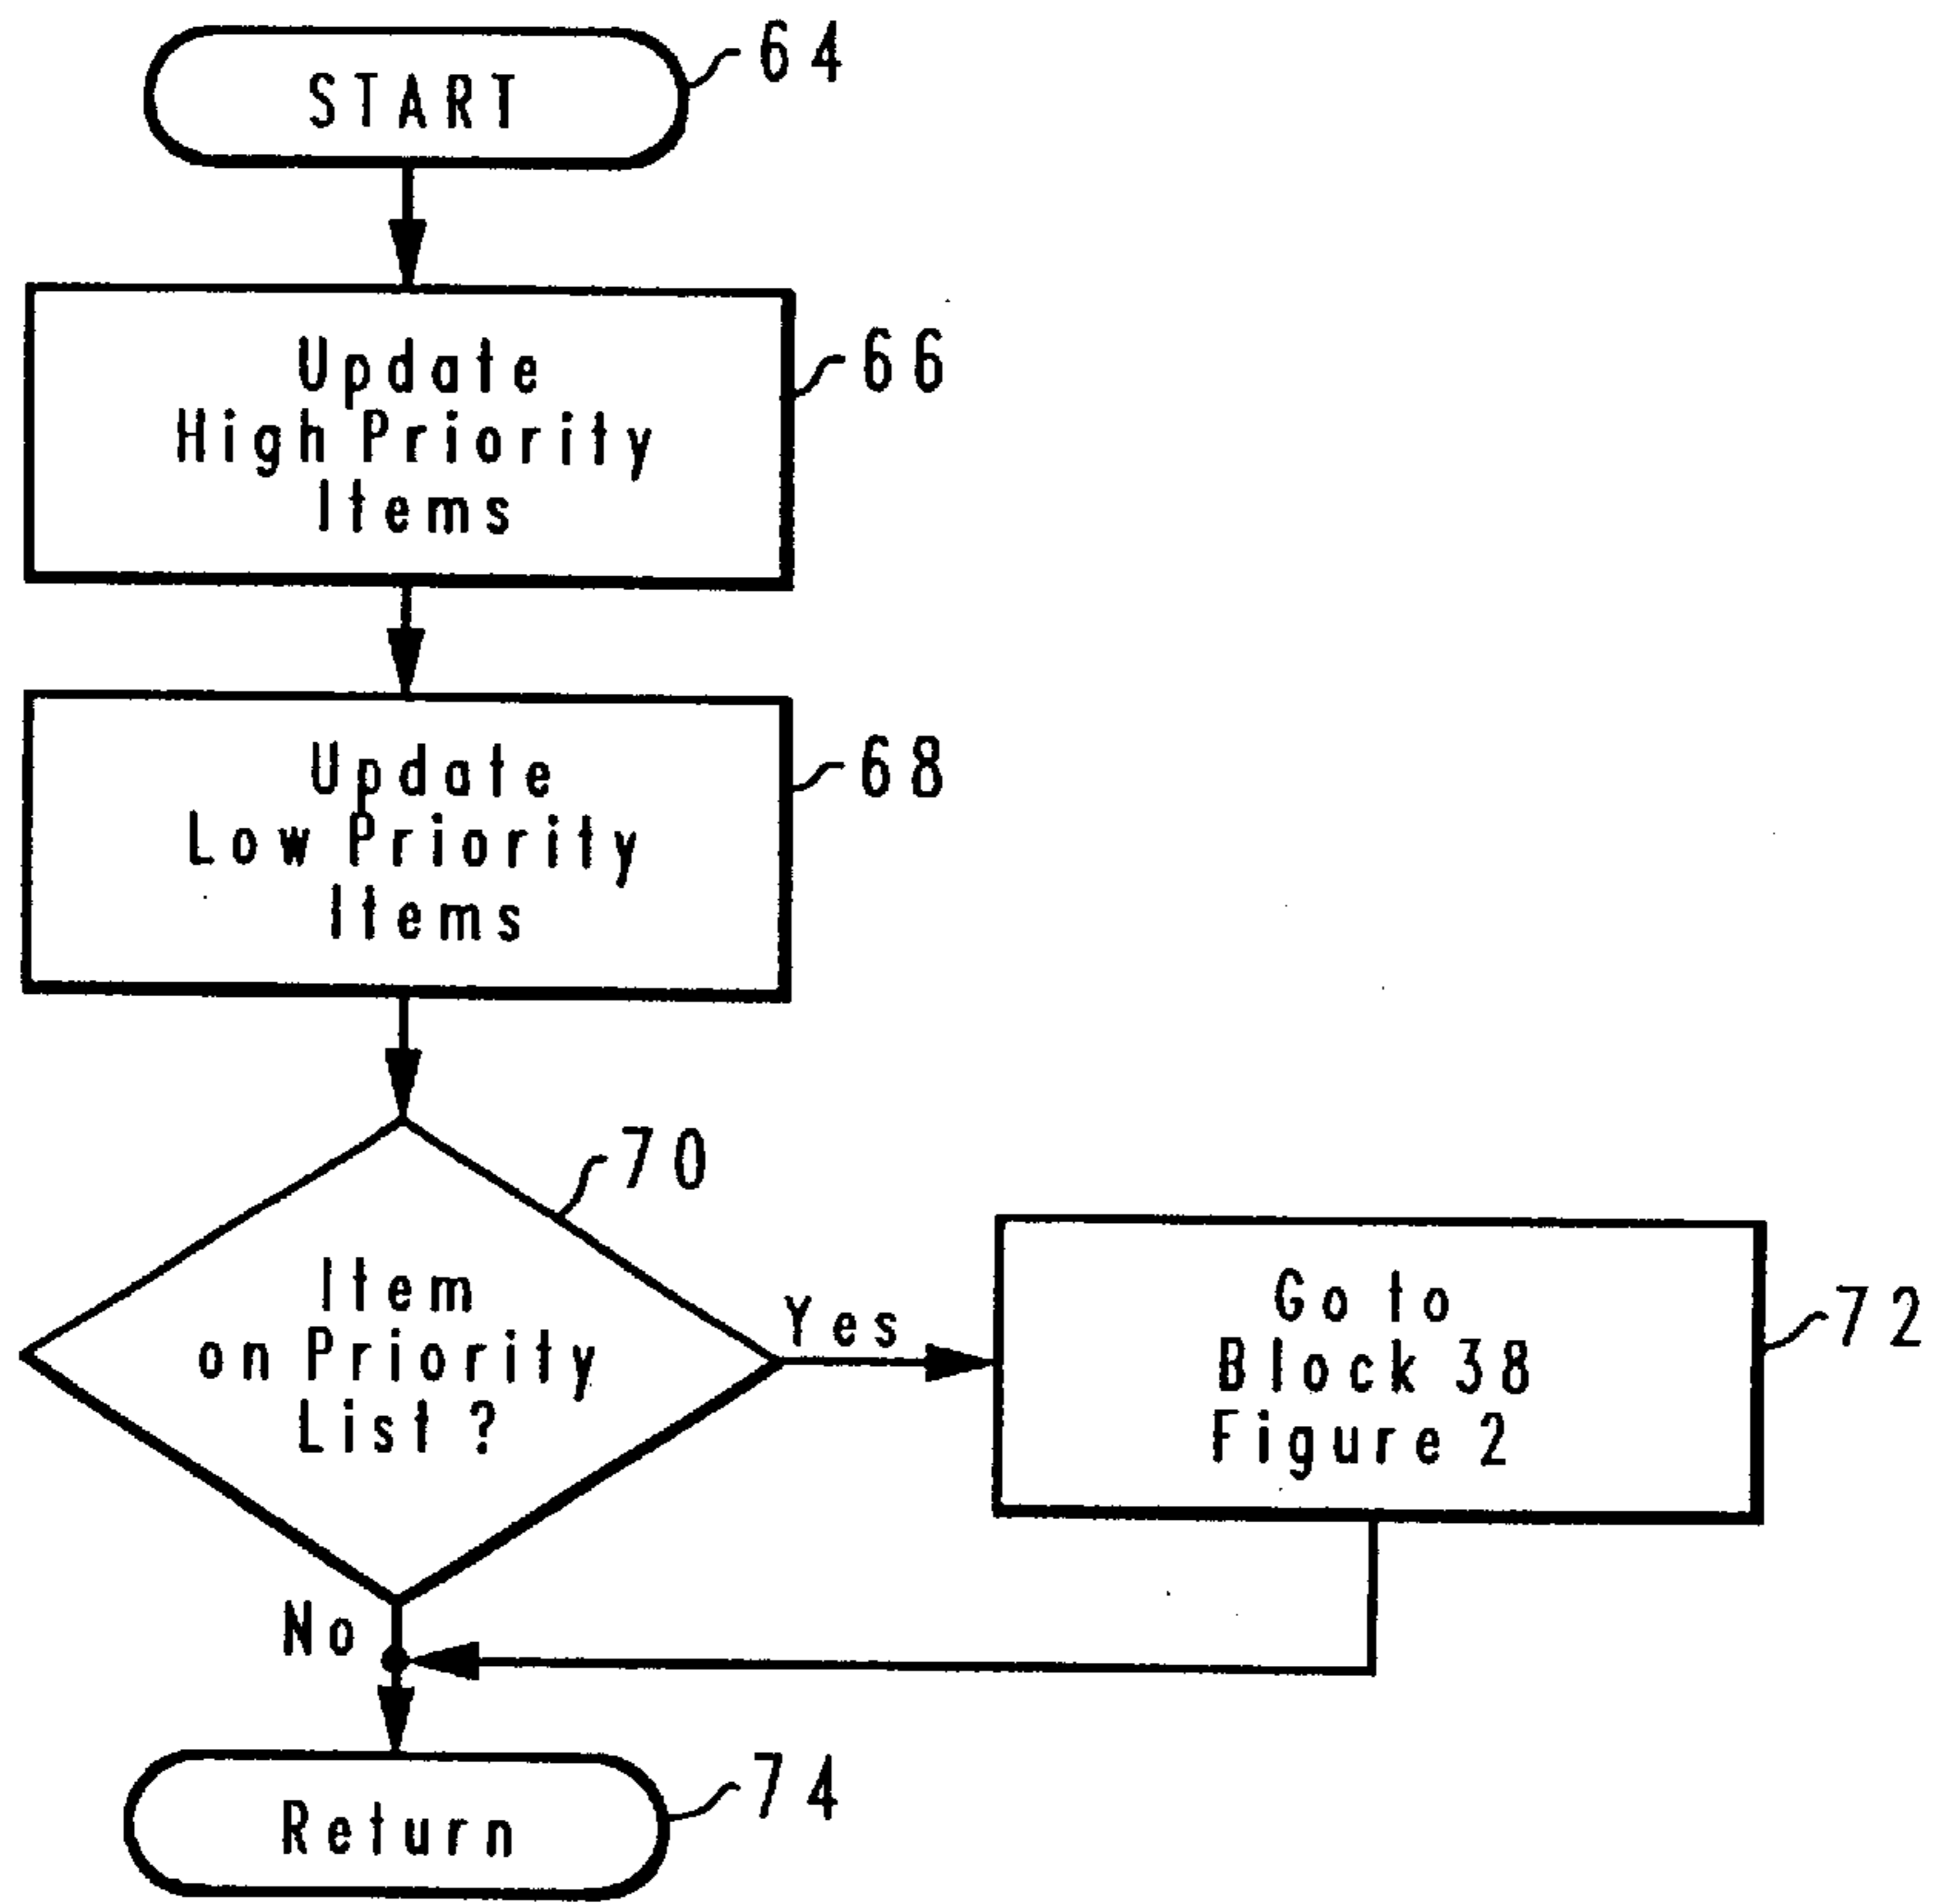 START
64
Update
High Priority
Items
66
Update
Low Priority
Items
68
70
Item
on Priority
List ?
Yes
Go to
Block 38
Figure 2
72
No
Return
74